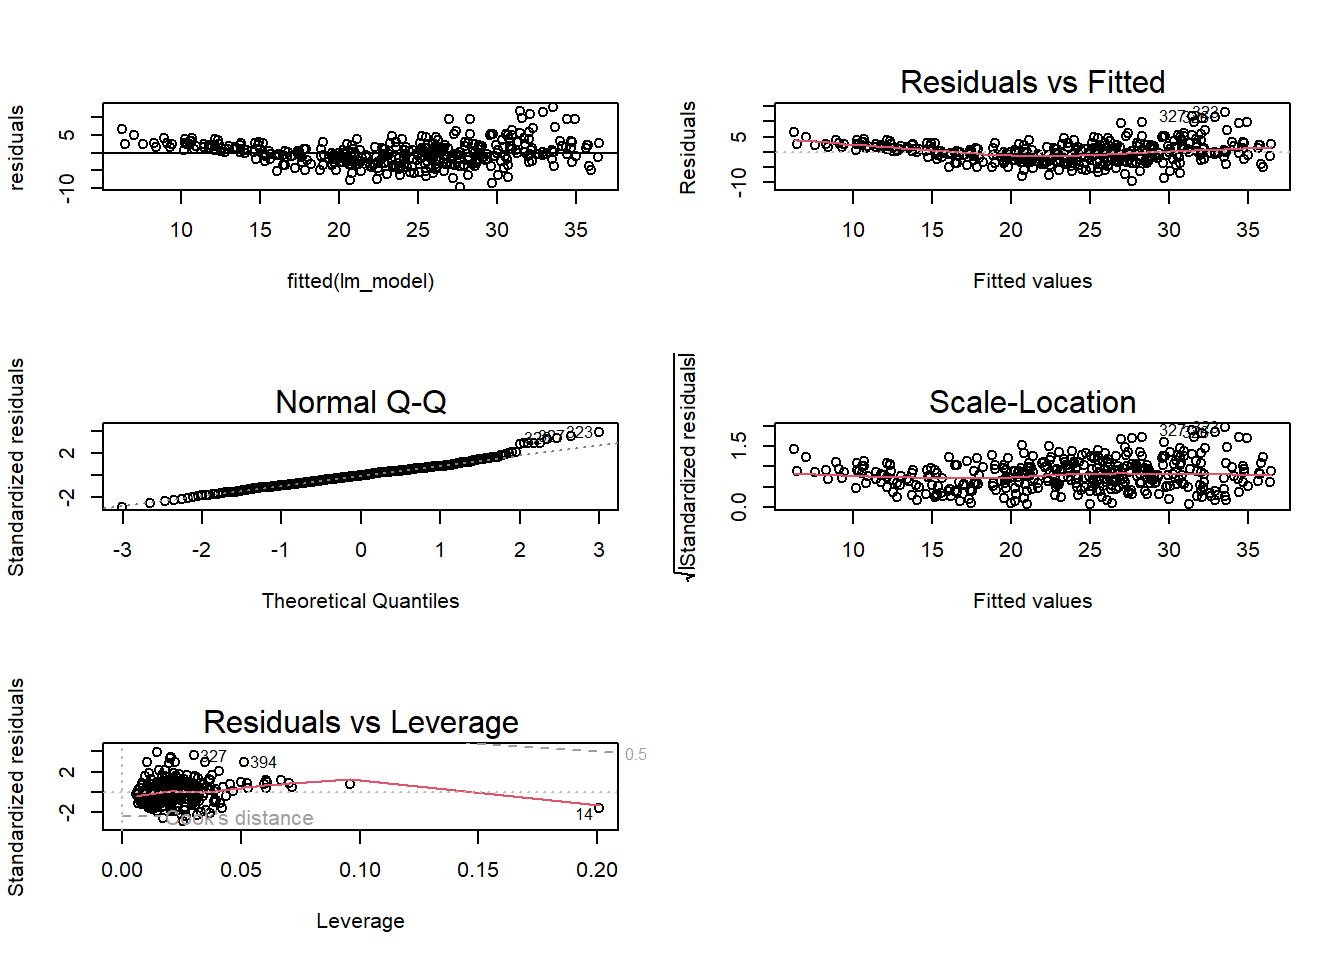 residuals
5
-10
10 15 20 25 30 35
fitted(lm_model)
Residuals vs Fitted
Residuals
5
-10
327
323
10 15 20 25 30 35
Fitted values
Normal Q-Q
Standardized residuals
2
-2
327
323
-3 -2 -1 0 1 2 3
Theoretical Quantiles
Scale-Location
√|Standardized residuals|
1.5
0.0
327
323
10 15 20 25 30 35
Fitted values
Residuals vs Leverage
Standardized residuals
2
-2
327
394
14
0.5
Cook's distance
0.00 0.05 0.10 0.15 0.20
Leverage